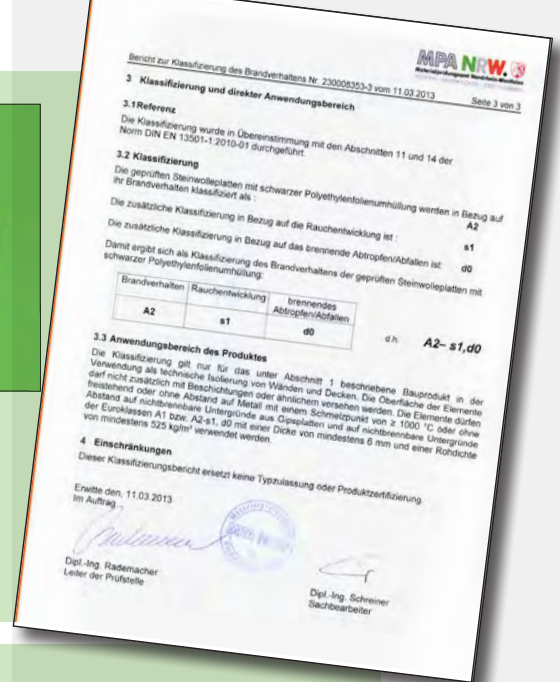 MPA NRW.
Materialprüfungsamt Nordrhein-Westfalen
Bericht zur Klassifizierung des Brandverhaltens Nr. 230008353-3 vom 11.03.2013
Seite 3 von 3
3 Klassifizierung und direkter Anwendungsbereich
3.1 Referenz
Die Klassifizierung wurde in Übereinstimmung mit den Abschnitten 11 und 14 der
Norm DIN EN 13501-1:2010-01 durchgeführt.
3.2 Klassifizierung
Die geprüften Steinwolleplatten mit schwarzer Polyethylenfolienumhüllung werden in Bezug auf
ihr Brandverhalten klassifiziert als :
A2
Die zusätzliche Klassifizierung in Bezug auf die Rauchentwicklung ist :
s1
Die zusätzliche Klassifizierung in Bezug auf das brennende Abtropfen/Abfallen ist:
d0
Damit ergibt sich als Klassifizierung des Brandverhaltens der geprüften Steinwolleplatten mit
schwarzer Polyethylenfolienumhüllung:
Brandverhalten Rauchentwicklung brennendes
Abtropfen/Abfallen
A2 s1 d0
d.h. A2– s1,d0
3.3 Anwendungsbereich des Produktes
Die Klassifizierung gilt nur für das unter Abschnitt 1 beschriebene Bauprodukt in der
Verwendung als technische Isolierung von Wänden und Decken. Die Oberfläche der Elemente
darf nicht zusätzlich mit Beschichtungen oder ähnlichem versehen werden. Die Elemente dürfen
freistehend oder ohne Abstand auf Metall mit einem Schmelzpunkt von ≥ 1000 °C oder ohne
Abstand auf nichtbrennbare Untergründe aus Gipsplatten und auf nichtbrennbare Untergründe
der Euroklassen A1 bzw. A2-s1, d0 mit einer Dicke von mindestens 6 mm und einer Rohdichte
von mindestens 525 kg/m³ verwendet werden.
4 Einschränkungen
Dieser Klassifizierungsbericht ersetzt keine Typzulassung oder Produktzertifizierung.
Erwitte den, 11.03.2013
Im Auftrag
Dipl.-Ing. Rademacher
Leiter der Prüfstelle
Dipl.-Ing. Schreiner
Sachbearbeiter